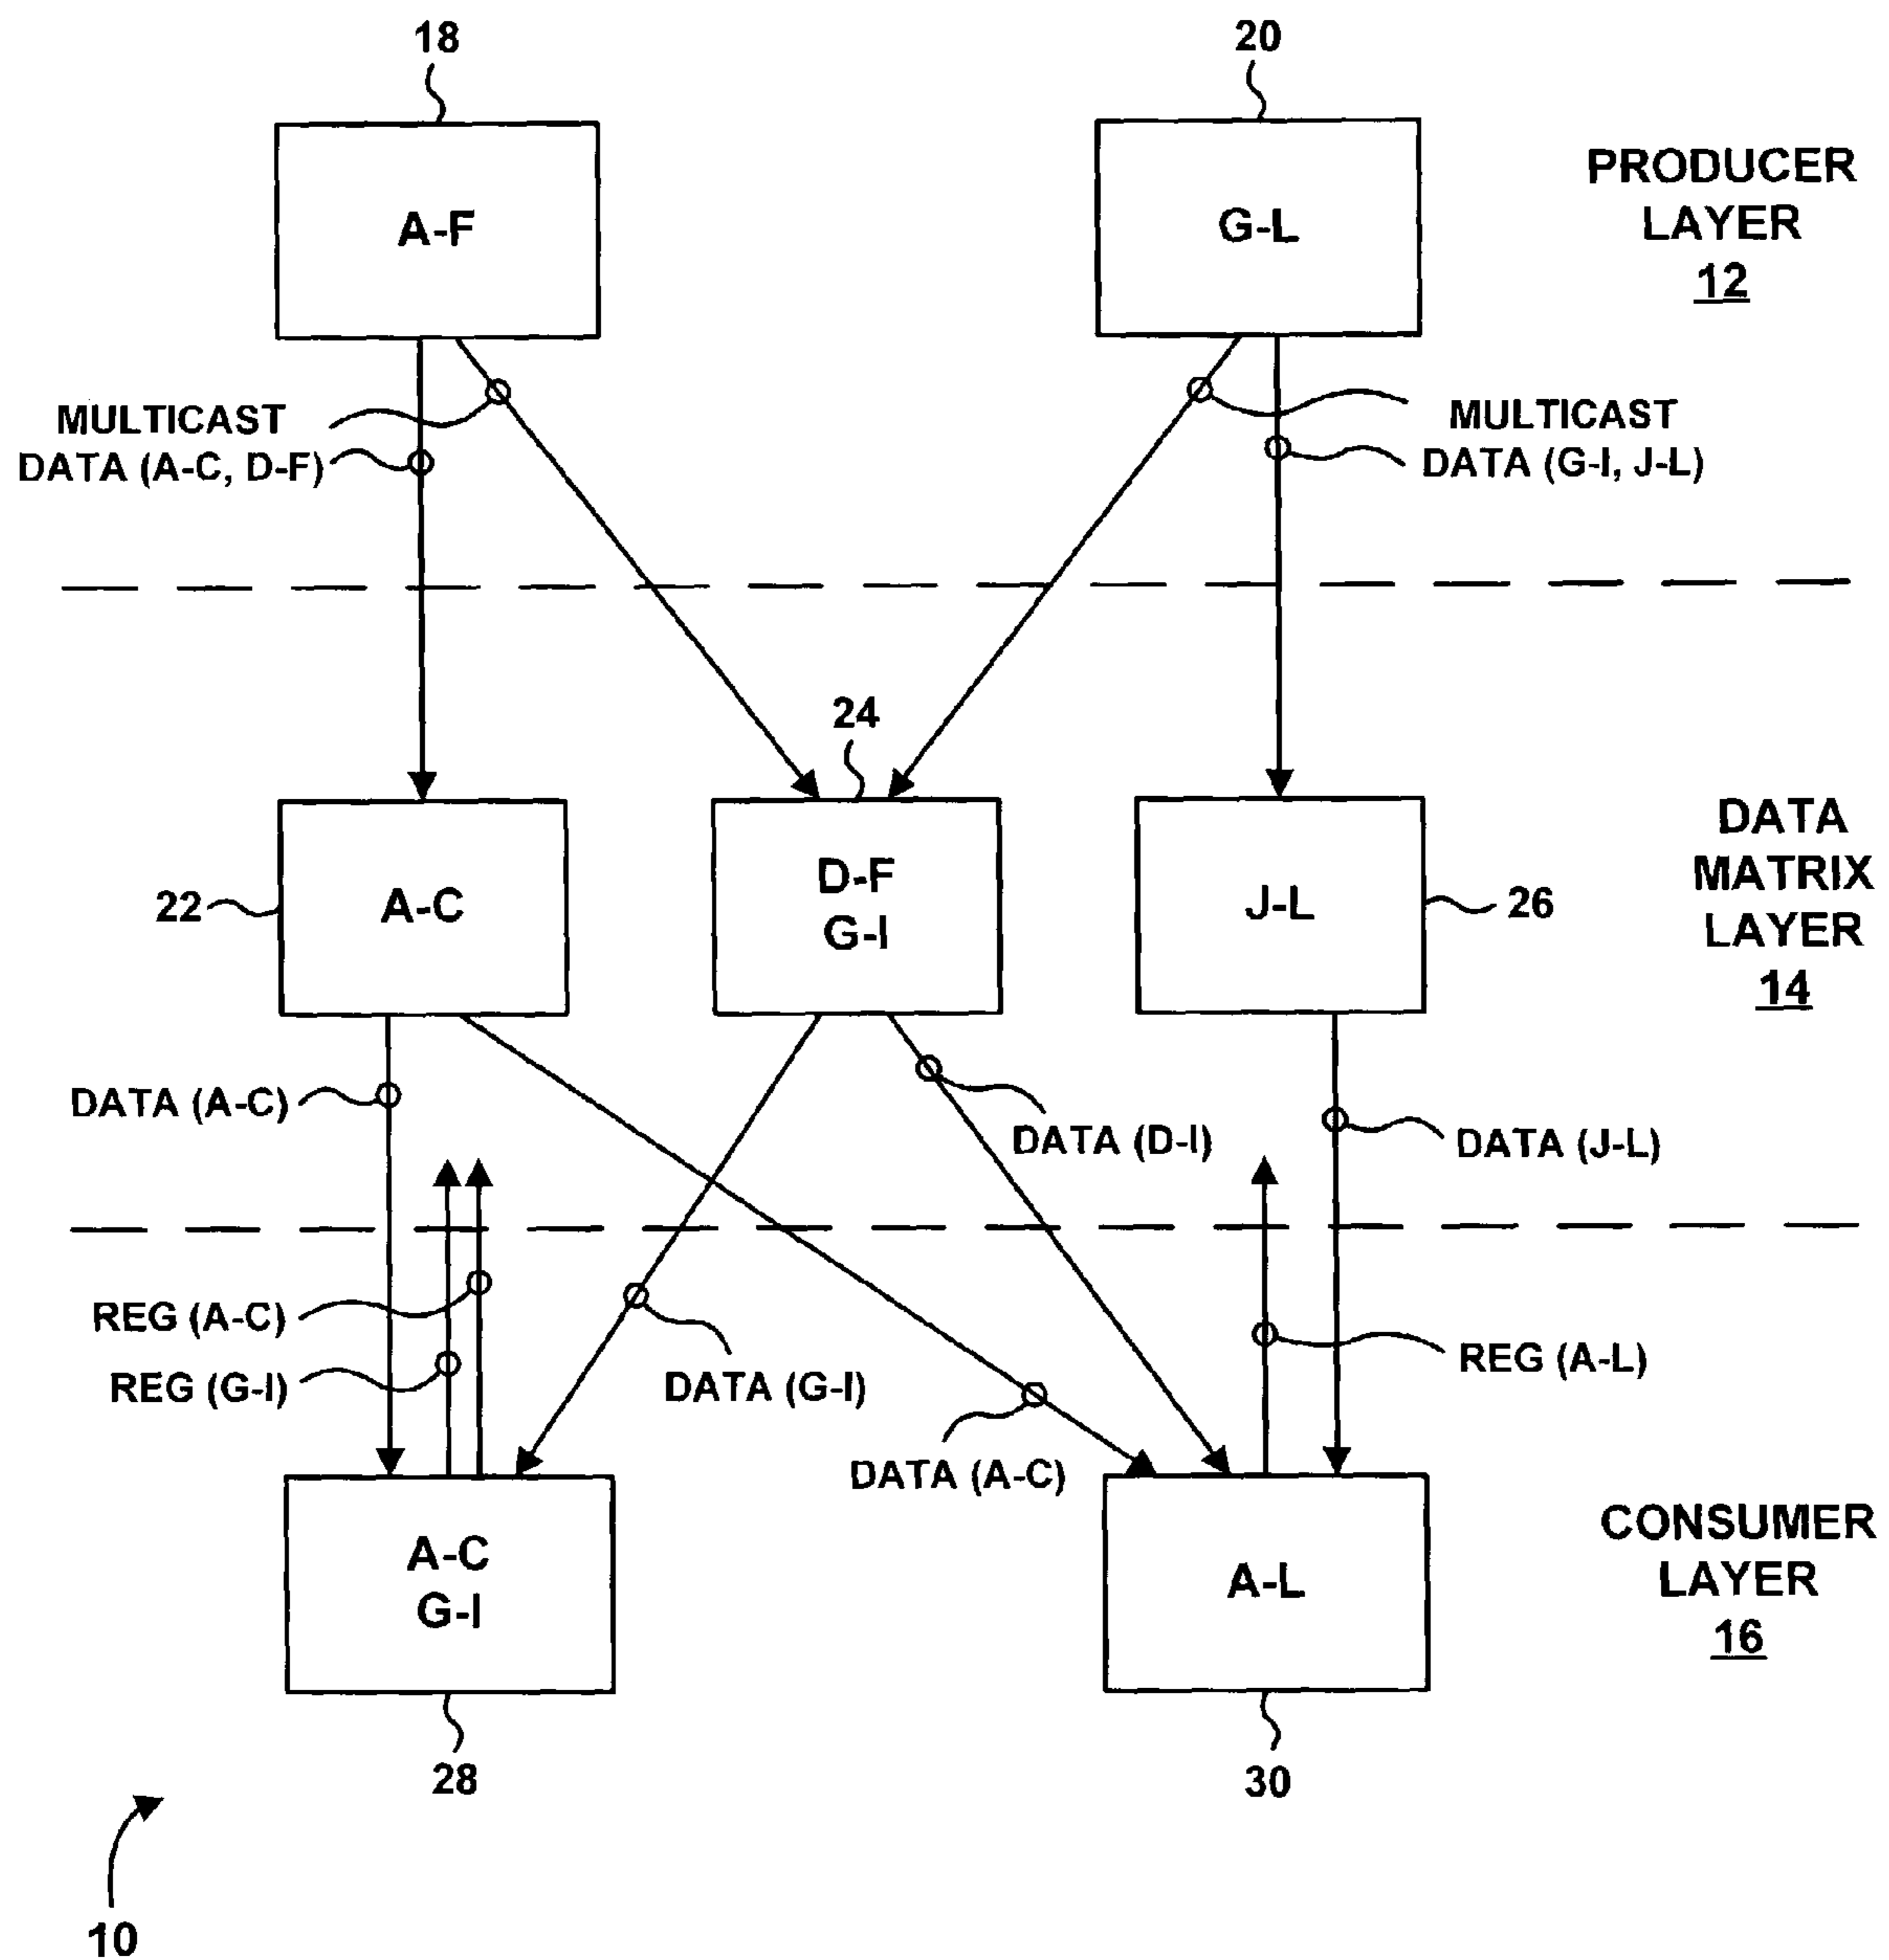 18
20
A-F
G-L
PRODUCER
LAYER
12
MULTICAST
DATA (A-C, D-F)
MULTICAST
DATA (G-I, J-L)
24
22
A-C
D-F
G-I
J-L
26
DATA
MATRIX
LAYER
14
DATA (A-C)
DATA (D-I)
DATA (J-L)
REG (A-C)
REG (G-I)
DATA (G-I)
DATA (A-C)
REG (A-L)
A-C
G-I
A-L
CONSUMER
LAYER
16
28
30
10